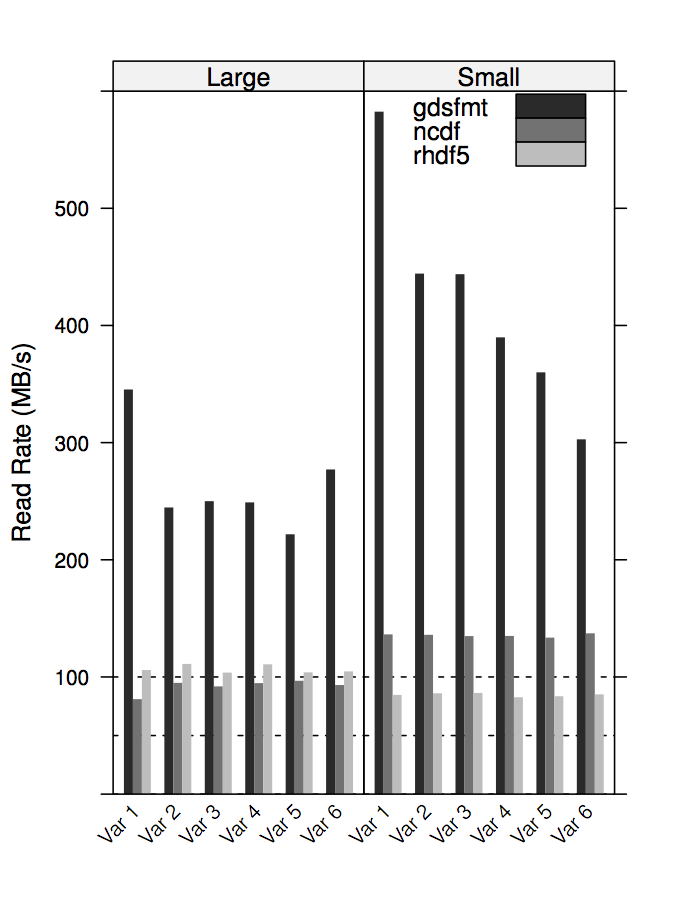 Large
Small
gdsfmt
ncdf
rhdf5
Read Rate (MB/s)
500
400
300
200
100
Var 1
Var 2
Var 3
Var 4
Var 5
Var 6
Var 1
Var 2
Var 3
Var 4
Var 5
Var 6